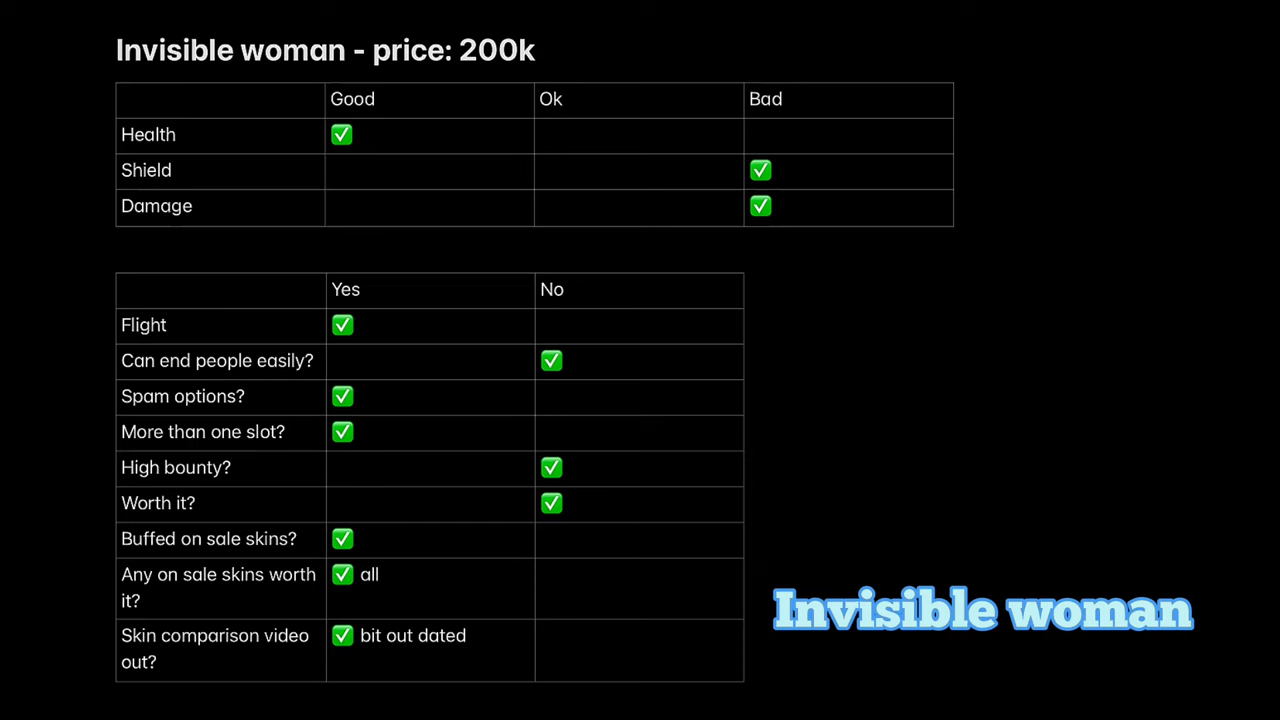 Invisible woman - price: 200k
Good Ok Bad
Health ✅
Shield ✅
Damage ✅
Yes No
Flight ✅
Can end people easily? ✅
Spam options? ✅
More than one slot? ✅
High bounty? ✅
Worth it? ✅
Buffed on sale skins? ✅
Any on sale skins worth ✅ all
it?
Skin comparison video ✅ bit out dated
out?
Invisible woman